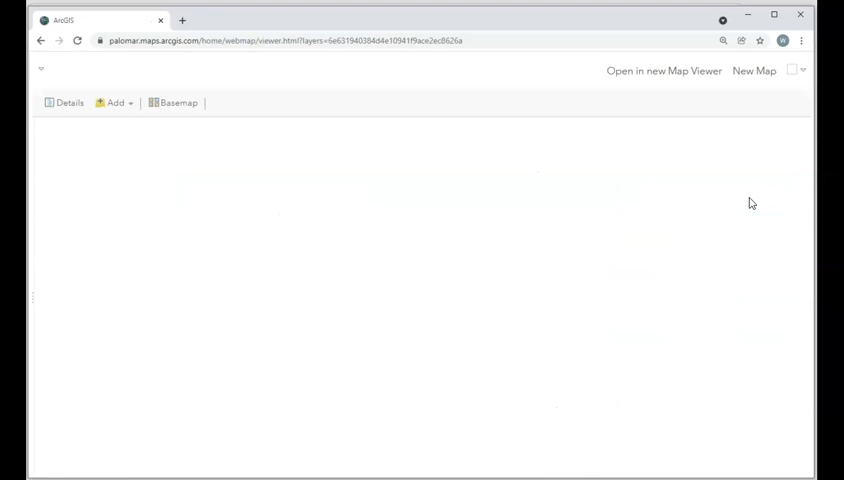 ArcGIS
palomar.maps.arcgis.com/home/webmap/viewer.html?layers=6e631940384d4e10941f9ace2ec8626a
W
Open in new Map Viewer New Map
Details Add Basemap